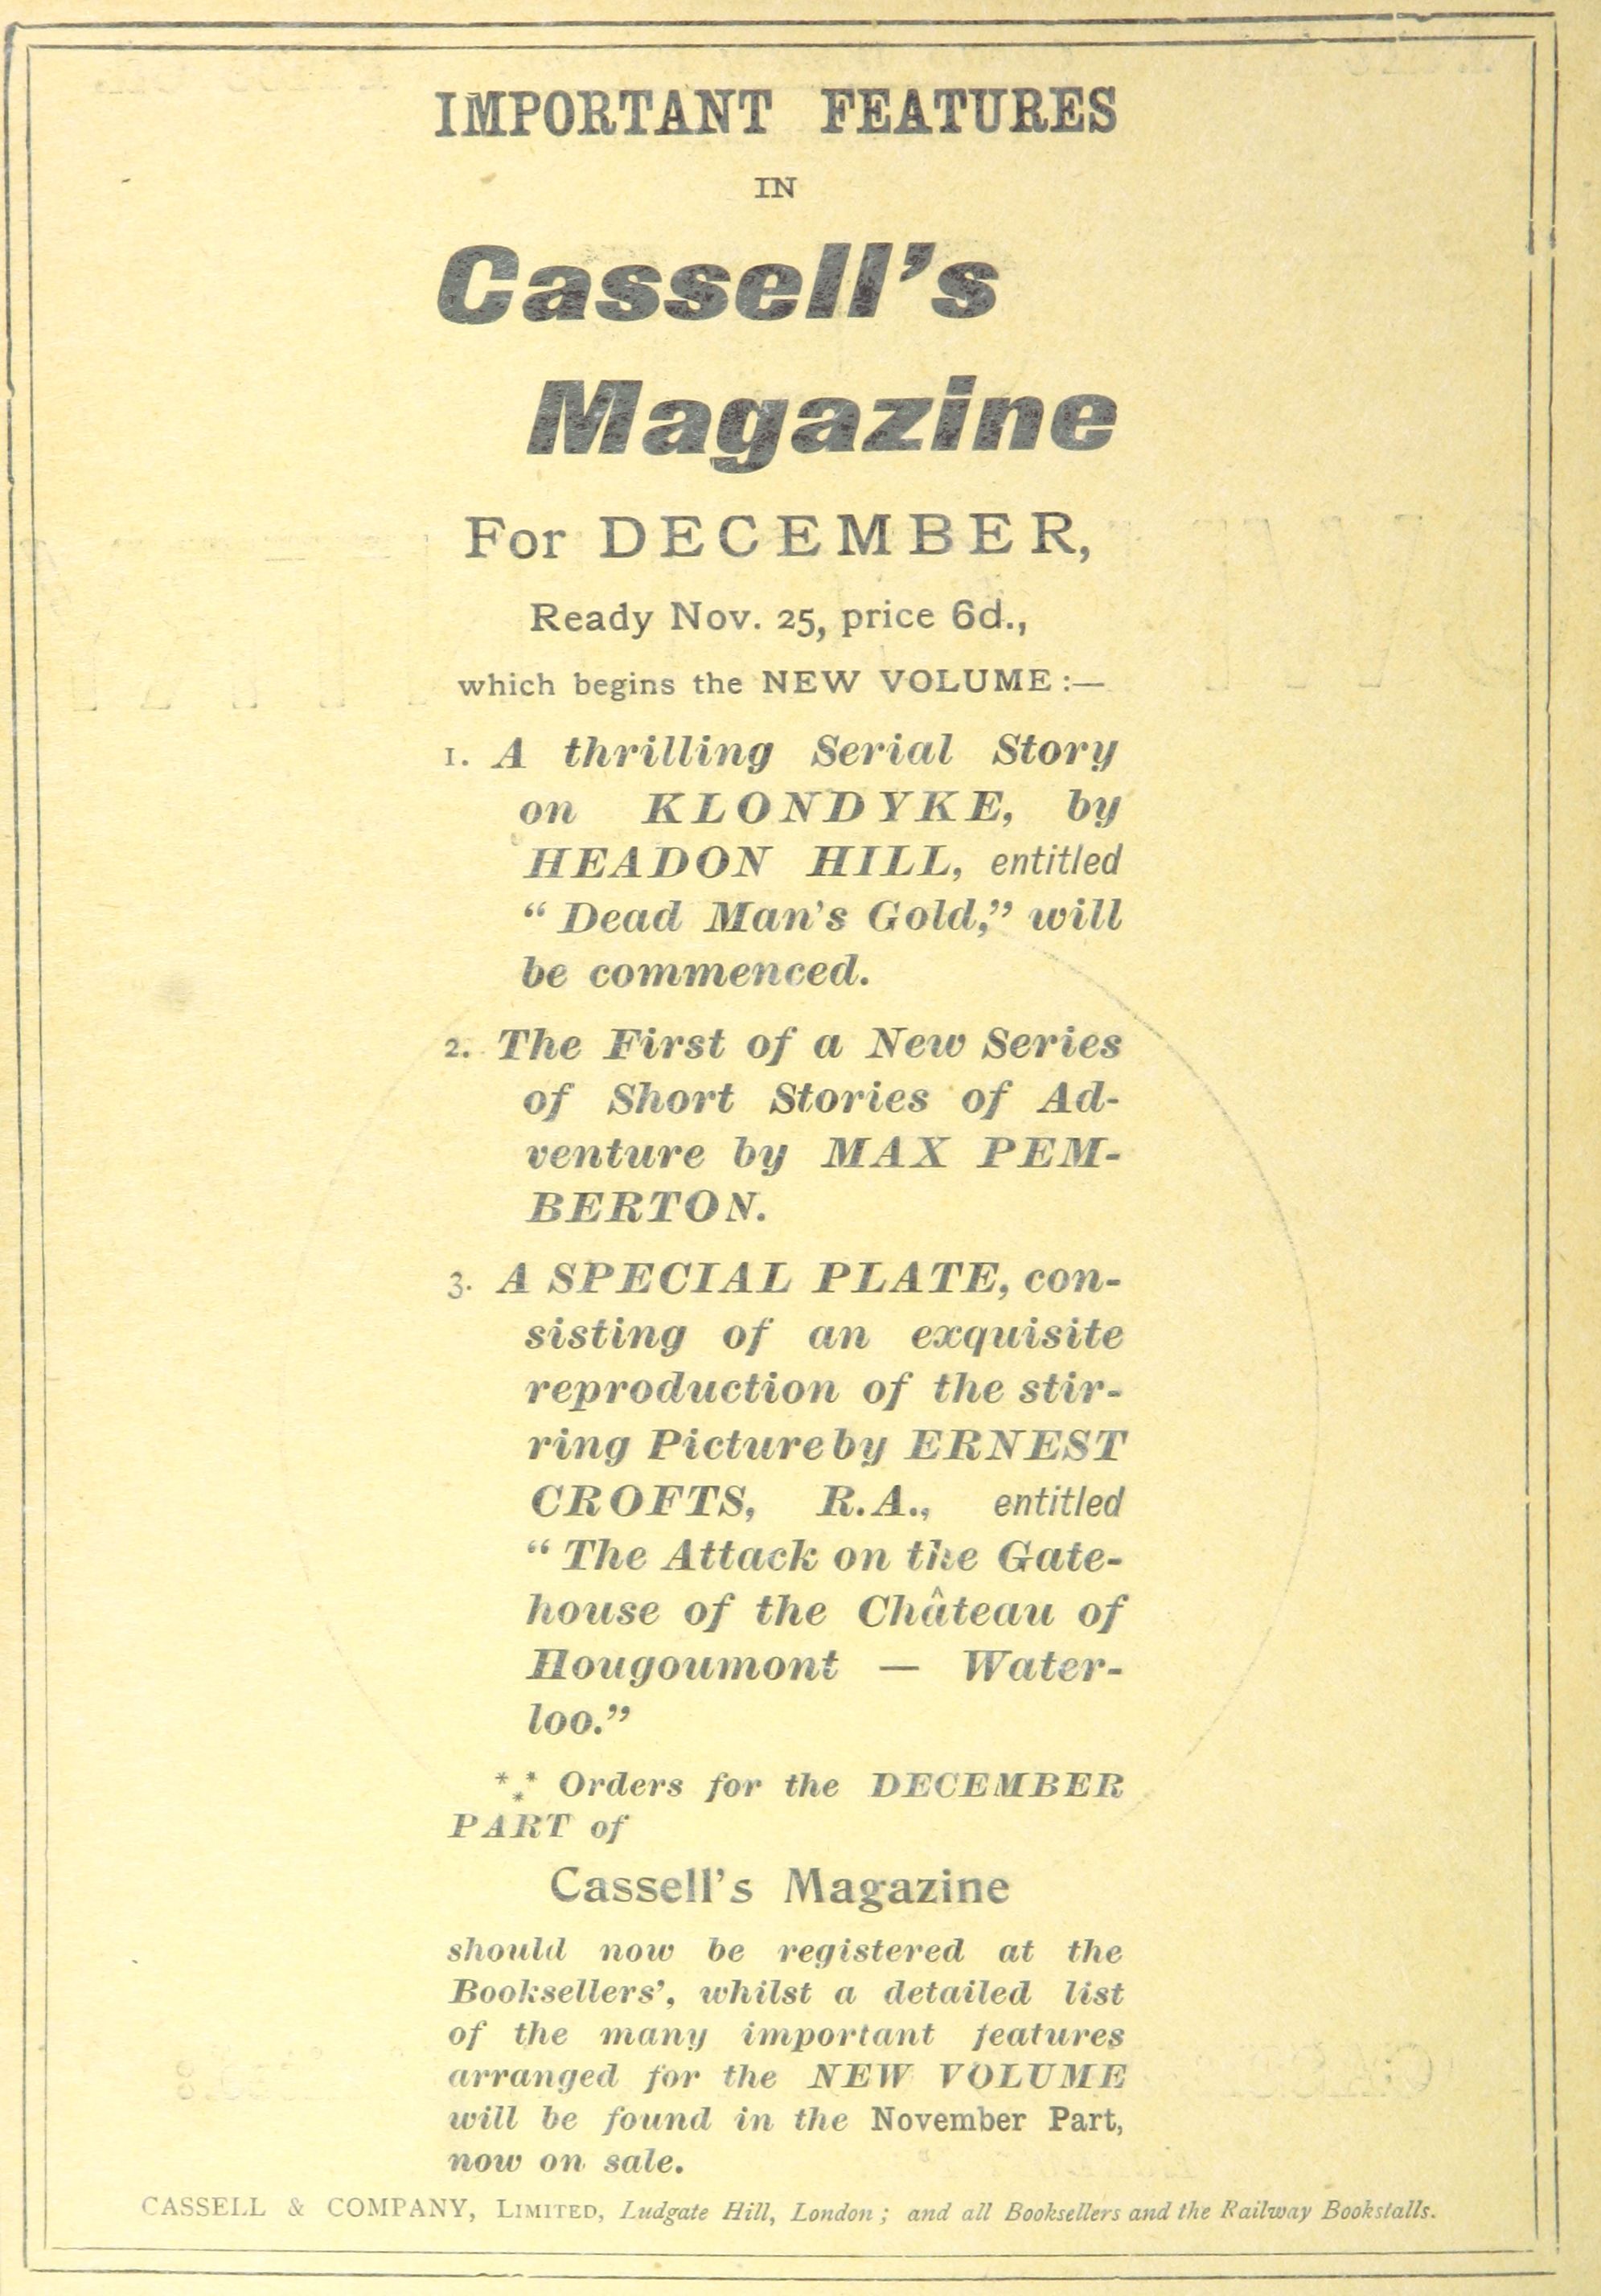 IMPORTANT FEATURES
IN
Cassell's
Magazine
For DECEMBER,
Ready Nov. 25, price 6d.,
which begins the NEW VOLUME:—
1. A thrilling Serial Story
on KLONDYKE, by
HEADON HILL, entitled
“Dead Man's Gold,” will
be commenced.
2. The First of a New Series
of Short Stories of Ad-
venture by MAX PEM-
BERTON.
3. A SPECIAL PLATE, con-
sisting of an exquisite
reproduction of the stir-
ring Picture by ERNEST
CROFTS, R.A., entitled
“The Attack on the Gate-
house of the Château of
Hougoumont — Water-
loo.”
*⁎* Orders for the DECEMBER
PART of
Cassell's Magazine
should now be registered at the
Booksellers', whilst a detailed list
of the many important features
arranged for the NEW VOLUME
will be found in the November Part,
now on sale.
CASSELL & COMPANY, LIMITED, Ludgate Hill, London; and all Booksellers and the Railway Bookstalls.